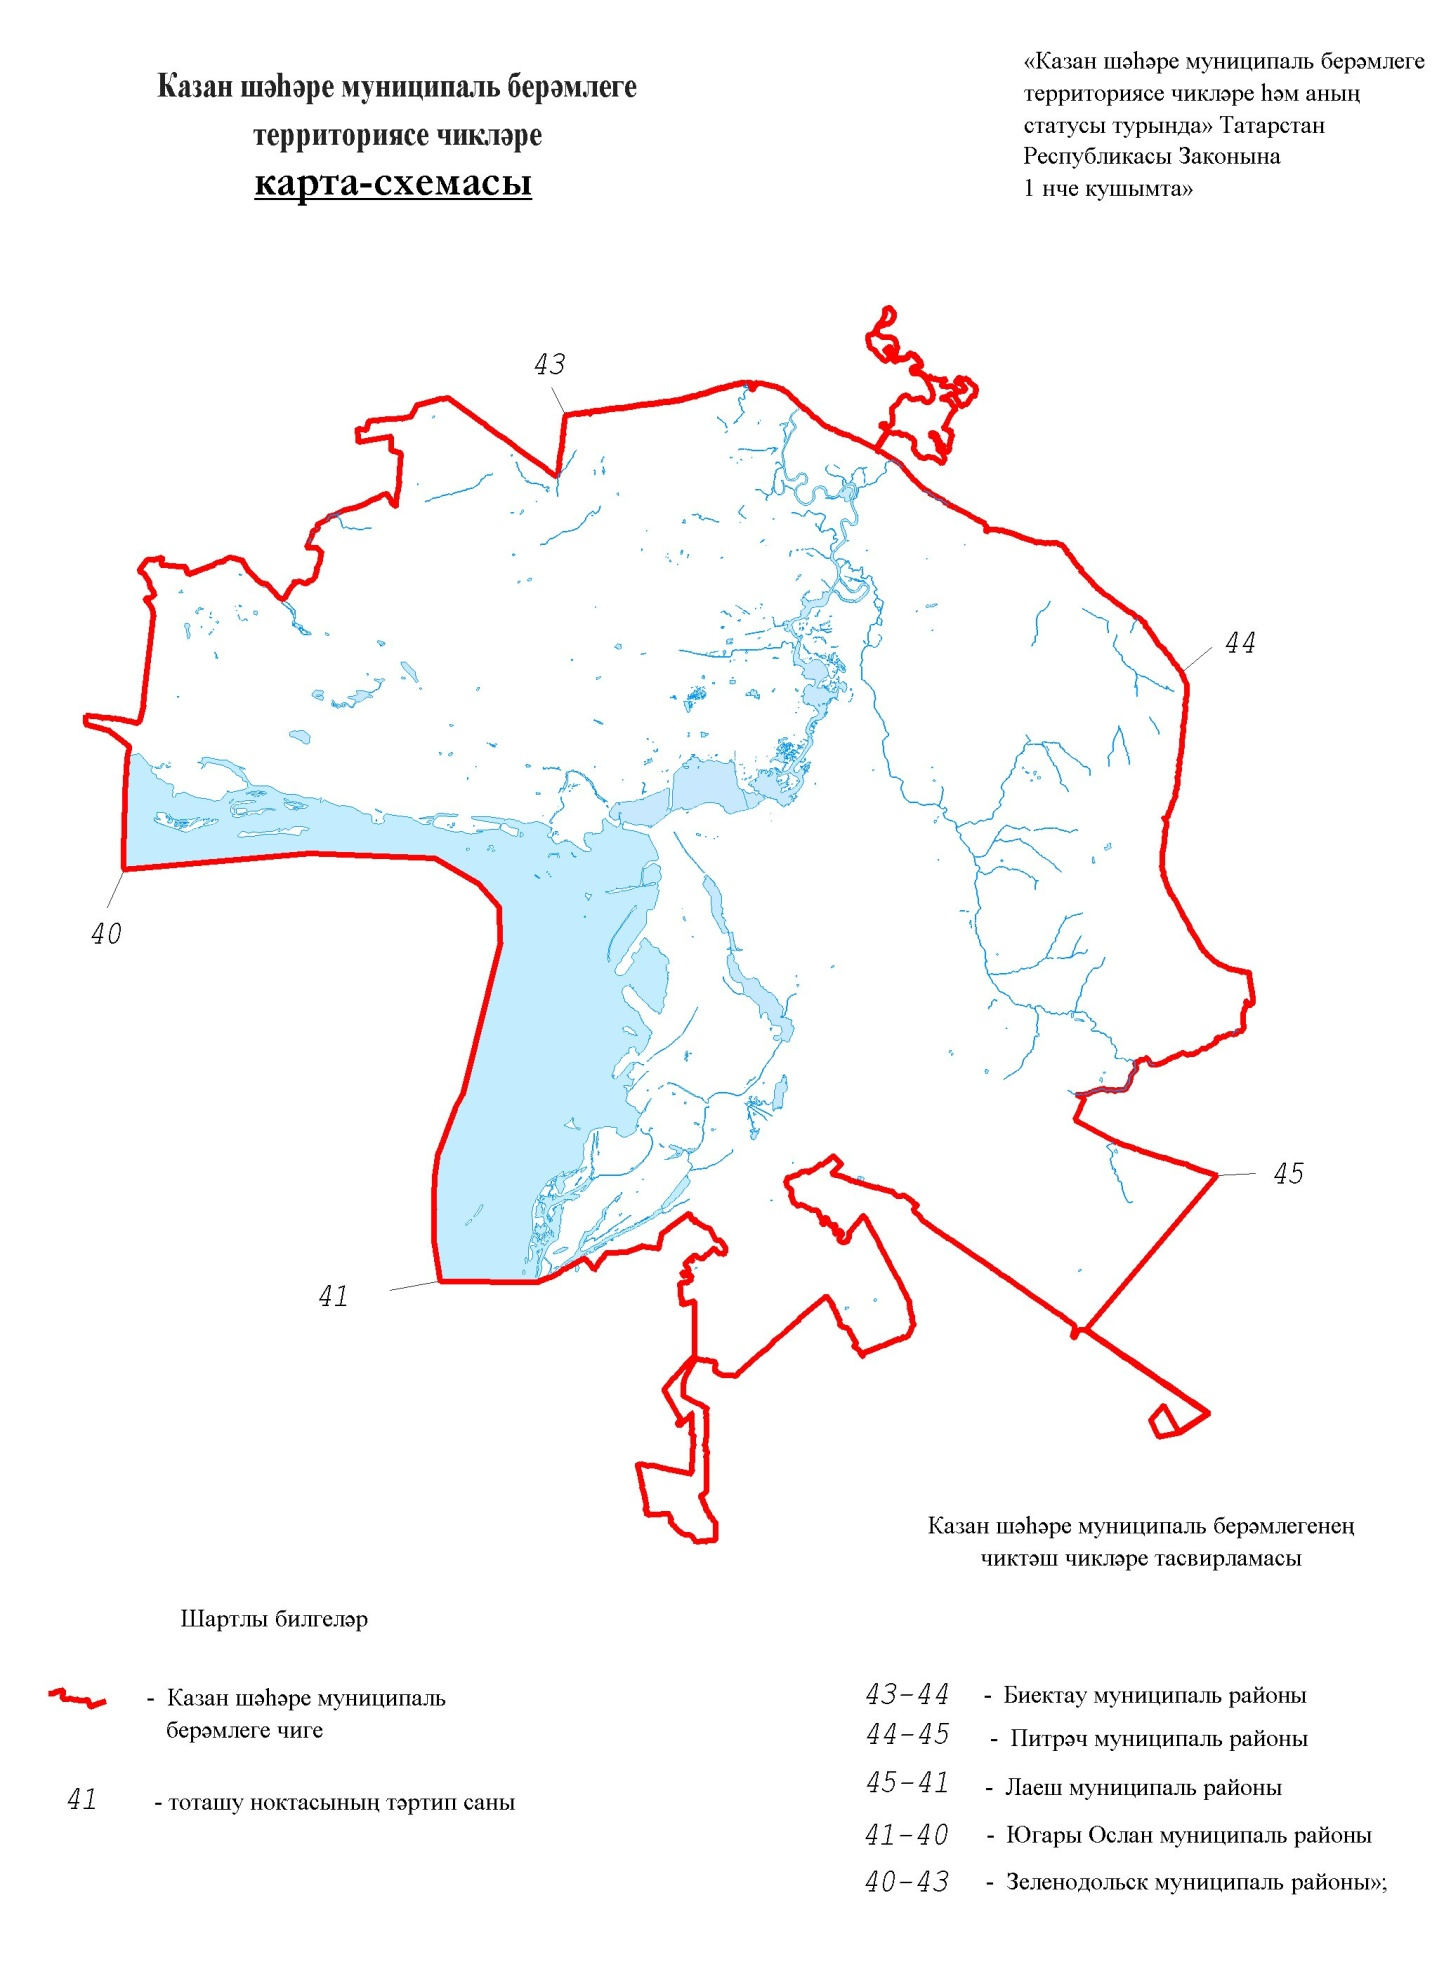 Казан шәһәре муниципаль берәмлеге
территориясе чикләре
карта-схемасы
«Казан шәһәре муниципаль берәмлеге
территориясе чикләре һәм аның
статусы турында» Татарстан
Республикасы Законына
1 нче кушымта»
43
44
40
45
41
Казан шәһәре муниципаль берәмлегенең
чиктәш чикләре тасвирламасы
Шартлы билгеләр
- Казан шәһәре муниципаль
берәмлеге чиге
41 - тоташу ноктасының тәртип саны
43-44 - Биектау муниципаль районы
44-45 - Питрәч муниципаль районы
45-41 - Лаеш муниципаль районы
41-40 - Югары Ослан муниципаль районы
40-43 - Зеленодольск муниципаль районы»;